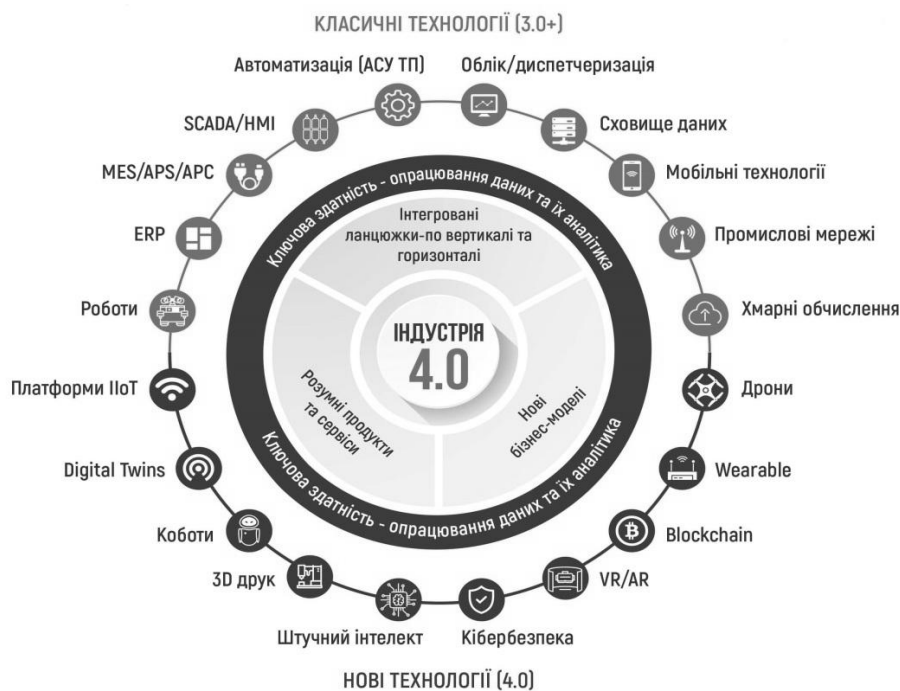 КЛАСИЧНІ ТЕХНОЛОГІЇ (3.0+)
Автоматизація (АСУ ТП)
Облік/диспетчеризація
SCADA/HMI
Сховище даних
MES/APS/APC
Мобільні технології
ERP
Промислові мережі
Роботи
Хмарні обчислення
Ключова здатність - опрацювання даних та їх аналітика
Інтегровані
ланцюжки-по вертикалі та
горизонталі
ІНДУСТРІЯ
4.0
Розумні продукти
та сервіси
Нові
бізнес-моделі
Ключова здатність - опрацювання даних та їх аналітика
Платформи IIoT
Дрони
Digital Twins
Wearable
Коботи
Blockchain
3D друк
VR/AR
Штучний інтелект
Кібербезпека
НОВІ ТЕХНОЛОГІЇ (4.0)